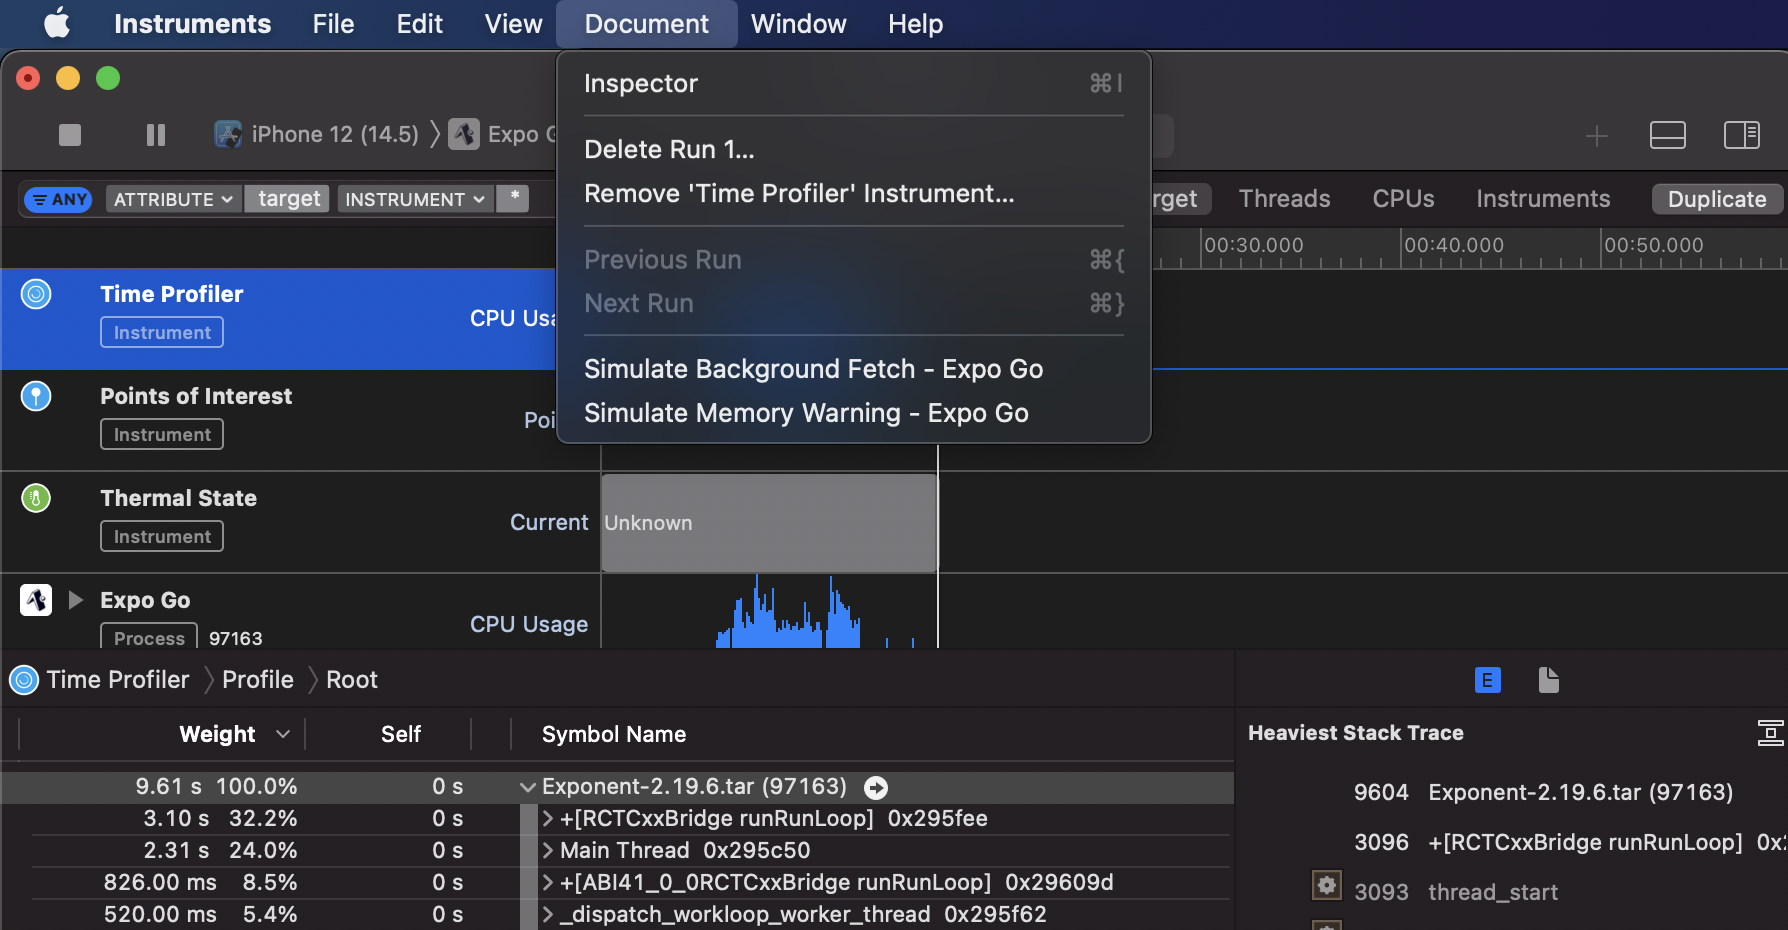 Instruments File Edit View Document Window Help
Inspector ⌘I
Delete Run 1...
Remove 'Time Profiler' Instrument...
Previous Run ⌘{
Next Run ⌘}
Simulate Background Fetch - Expo Go
Simulate Memory Warning - Expo Go
iPhone 12 (14.5) Expo G
ANY ATTRIBUTE target INSTRUMENT * rget Threads CPUs Instruments Duplicate
00:30.000 00:40.000 00:50.000
Time Profiler
Instrument
CPU Usa
Points of Interest
Instrument
Poi
Thermal State
Instrument
Current Unknown
Expo Go
Process 97163
CPU Usage
Time Profiler Profile Root
E
Weight Self Symbol Name
9.61 s 100.0% 0 s Exponent-2.19.6.tar (97163)
3.10 s 32.2% 0 s +[RCTCxxBridge runRunLoop] 0x295fee
2.31 s 24.0% 0 s Main Thread 0x295c50
826.00 ms 8.5% 0 s +[ABI41_0_0RCTCxxBridge runRunLoop] 0x29609d
520.00 ms 5.4% 0 s _dispatch_workloop_worker_thread 0x295f62
Heaviest Stack Trace
9604 Exponent-2.19.6.tar (97163)
3096 +[RCTCxxBridge runRunLoop] 0x
3093 thread_start